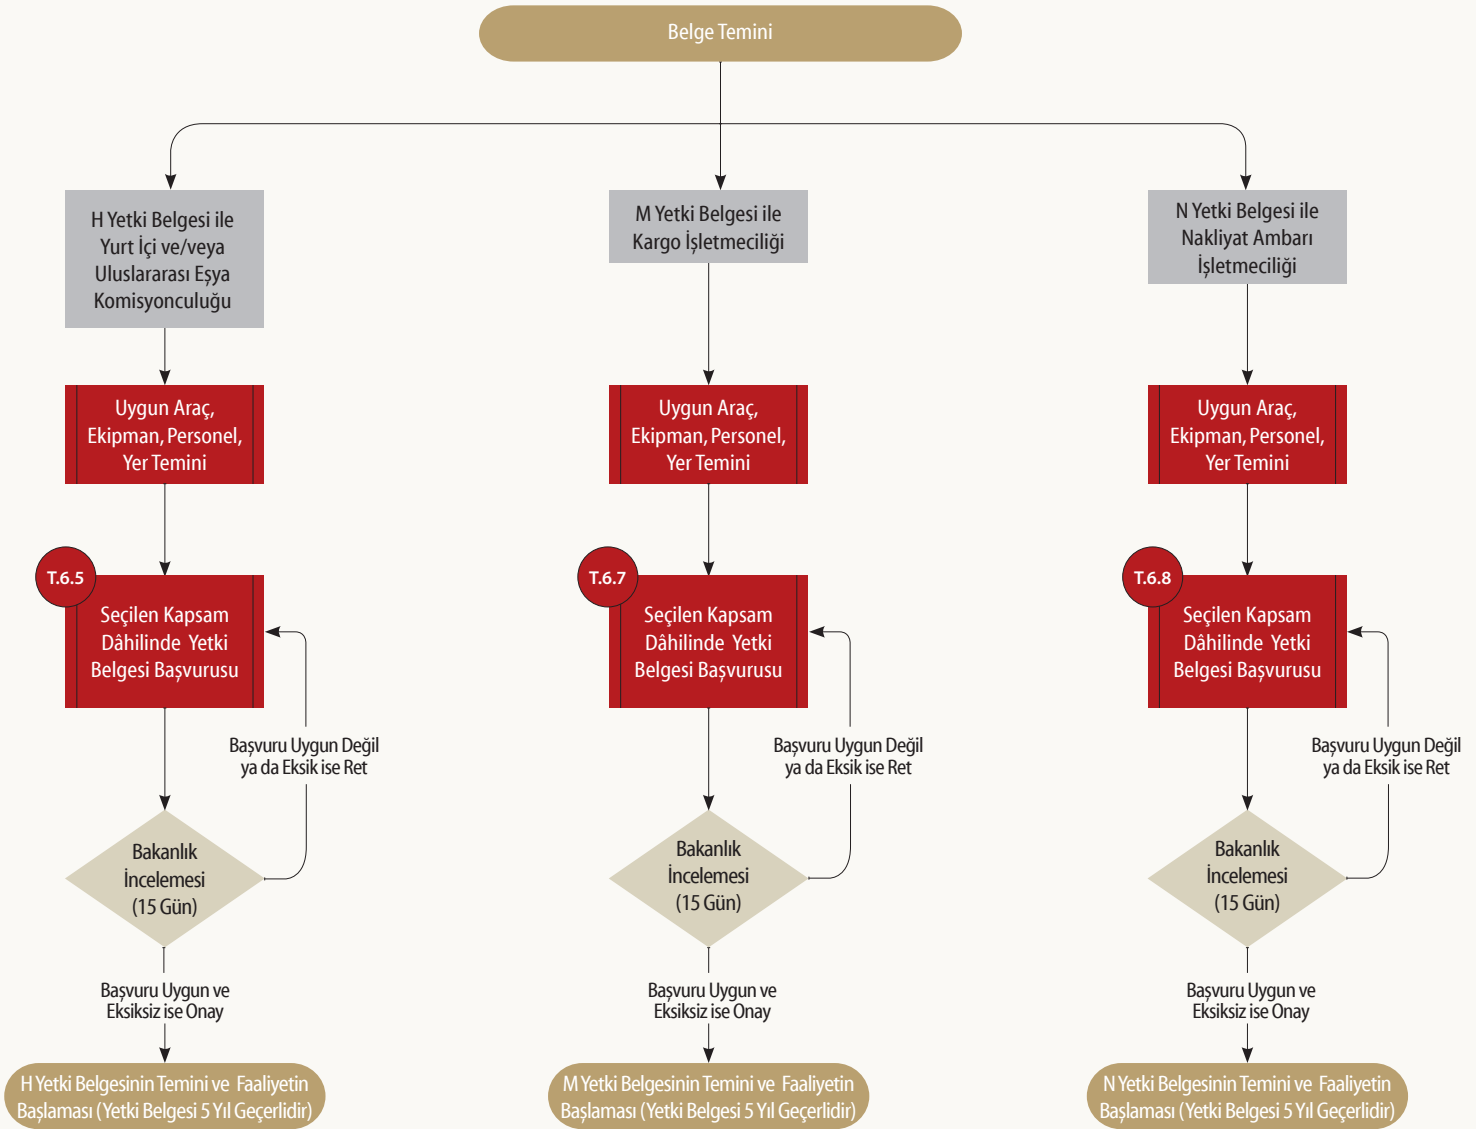 Belge Temini
H Yetki Belgesi ile
Yurt İçi ve/veya
Uluslararası Eşya
Komisyonculuğu
Uygun Araç,
Ekipman, Personel,
Yer Temini
T.6.5
Seçilen Kapsam
Dâhilinde Yetki
Belgesi Başvurusu
Başvuru Uygun Değil
ya da Eksik ise Ret
Bakanlık
İncelemesi
(15 Gün)
Başvuru Uygun ve
Eksiksiz ise Onay
H Yetki Belgesinin Temini ve Faaliyetin
Başlaması (Yetki Belgesi 5 Yıl Geçerlidir)
M Yetki Belgesi ile
Kargo İşletmeciliği
Uygun Araç,
Ekipman, Personel,
Yer Temini
T.6.7
Seçilen Kapsam
Dâhilinde Yetki
Belgesi Başvurusu
Başvuru Uygun Değil
ya da Eksik ise Ret
Bakanlık
İncelemesi
(15 Gün)
Başvuru Uygun ve
Eksiksiz ise Onay
M Yetki Belgesinin Temini ve Faaliyetin
Başlaması (Yetki Belgesi 5 Yıl Geçerlidir)
N Yetki Belgesi ile
Nakliyat Ambarı
İşletmeciliği
Uygun Araç,
Ekipman, Personel,
Yer Temini
T.6.8
Seçilen Kapsam
Dâhilinde Yetki
Belgesi Başvurusu
Başvuru Uygun Değil
ya da Eksik ise Ret
Bakanlık
İncelemesi
(15 Gün)
Başvuru Uygun ve
Eksiksiz ise Onay
N Yetki Belgesinin Temini ve Faaliyetin
Başlaması (Yetki Belgesi 5 Yıl Geçerlidir)